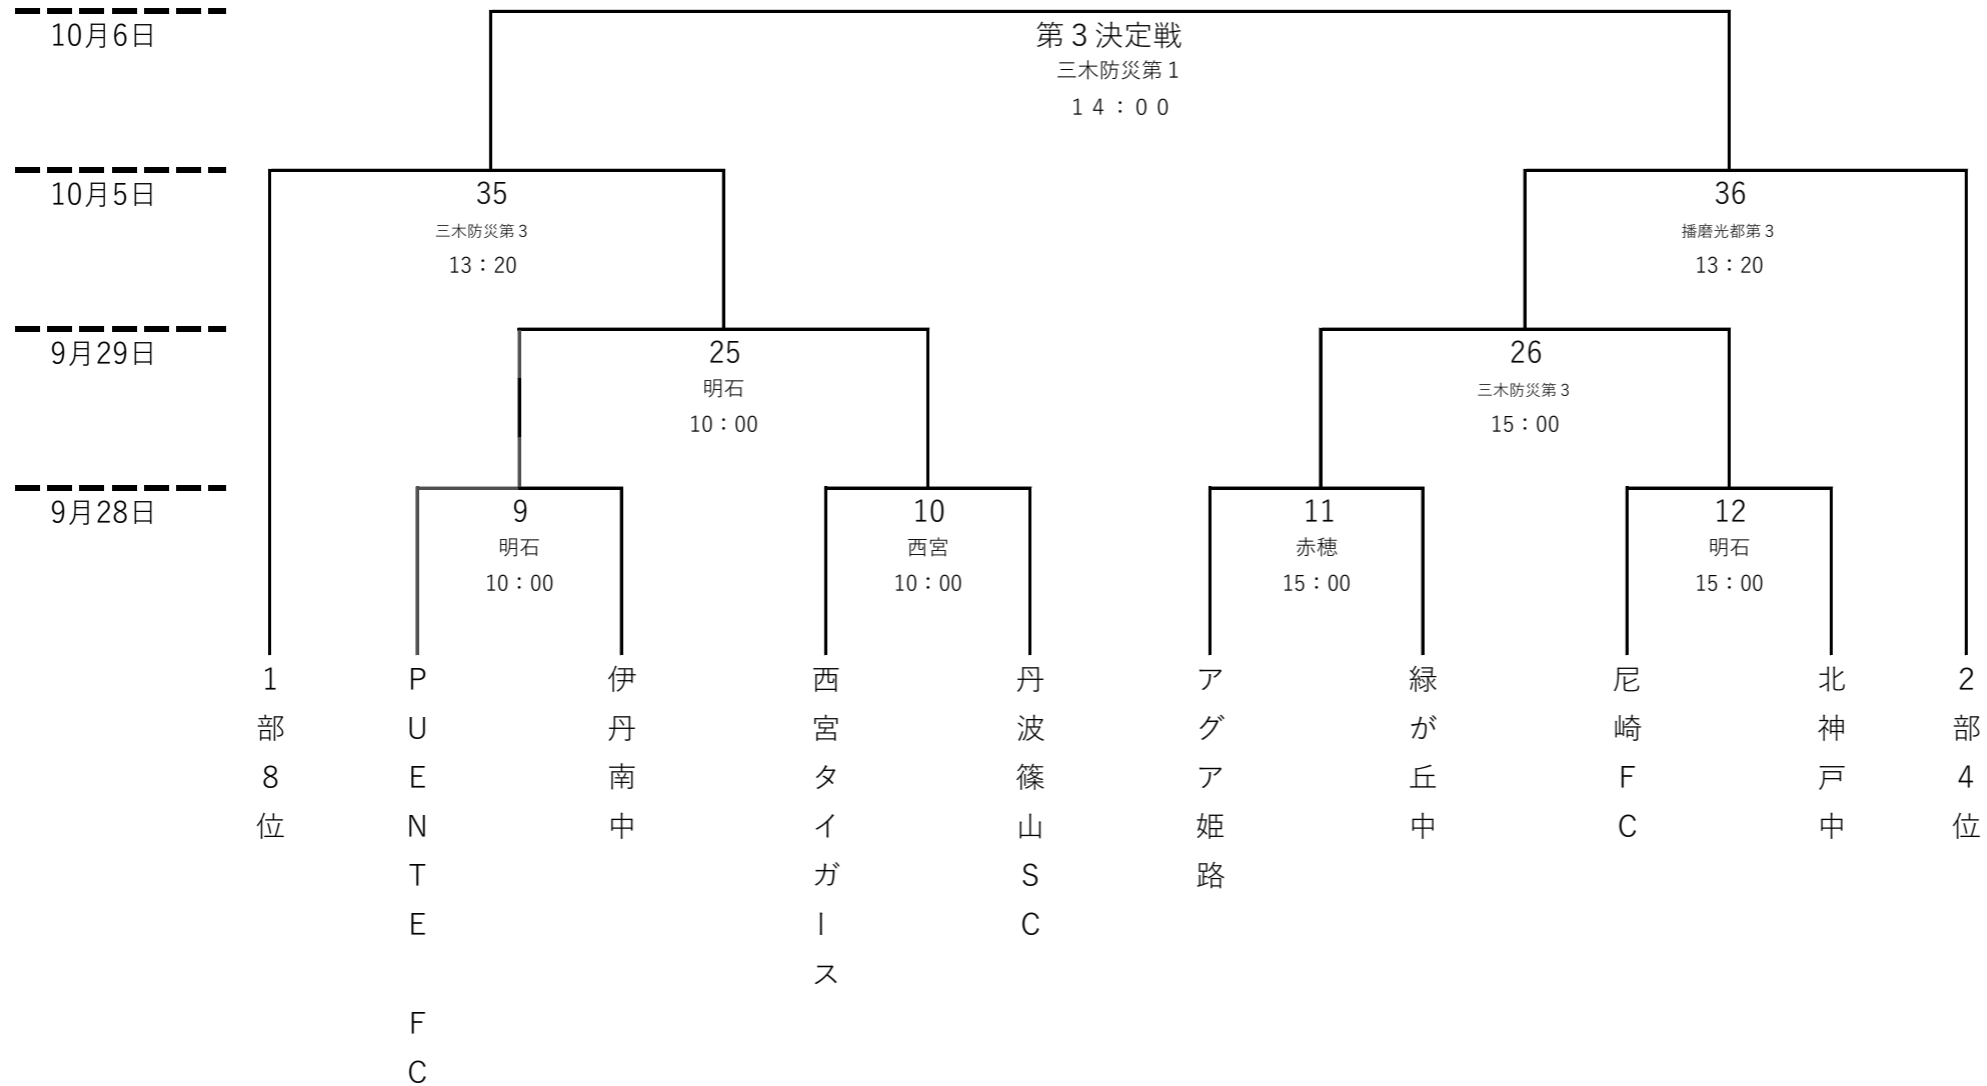 10月6日
第３決定戦
三木防災第１
１４：００
10月5日
35
三木防災第３
13：20
36
播磨光都第３
13：20
9月29日
25
明石
10：00
26
三木防災第３
15：00
9月28日
9
明石
10：00
10
西宮
10：00
11
赤穂
15：00
12
明石
15：00
1部8位
PUENTE FC
伊丹南中
西宮タイガース
丹波篠山SC
アグア姫路
緑が丘中
尼崎FC
北神戸中
2部4位